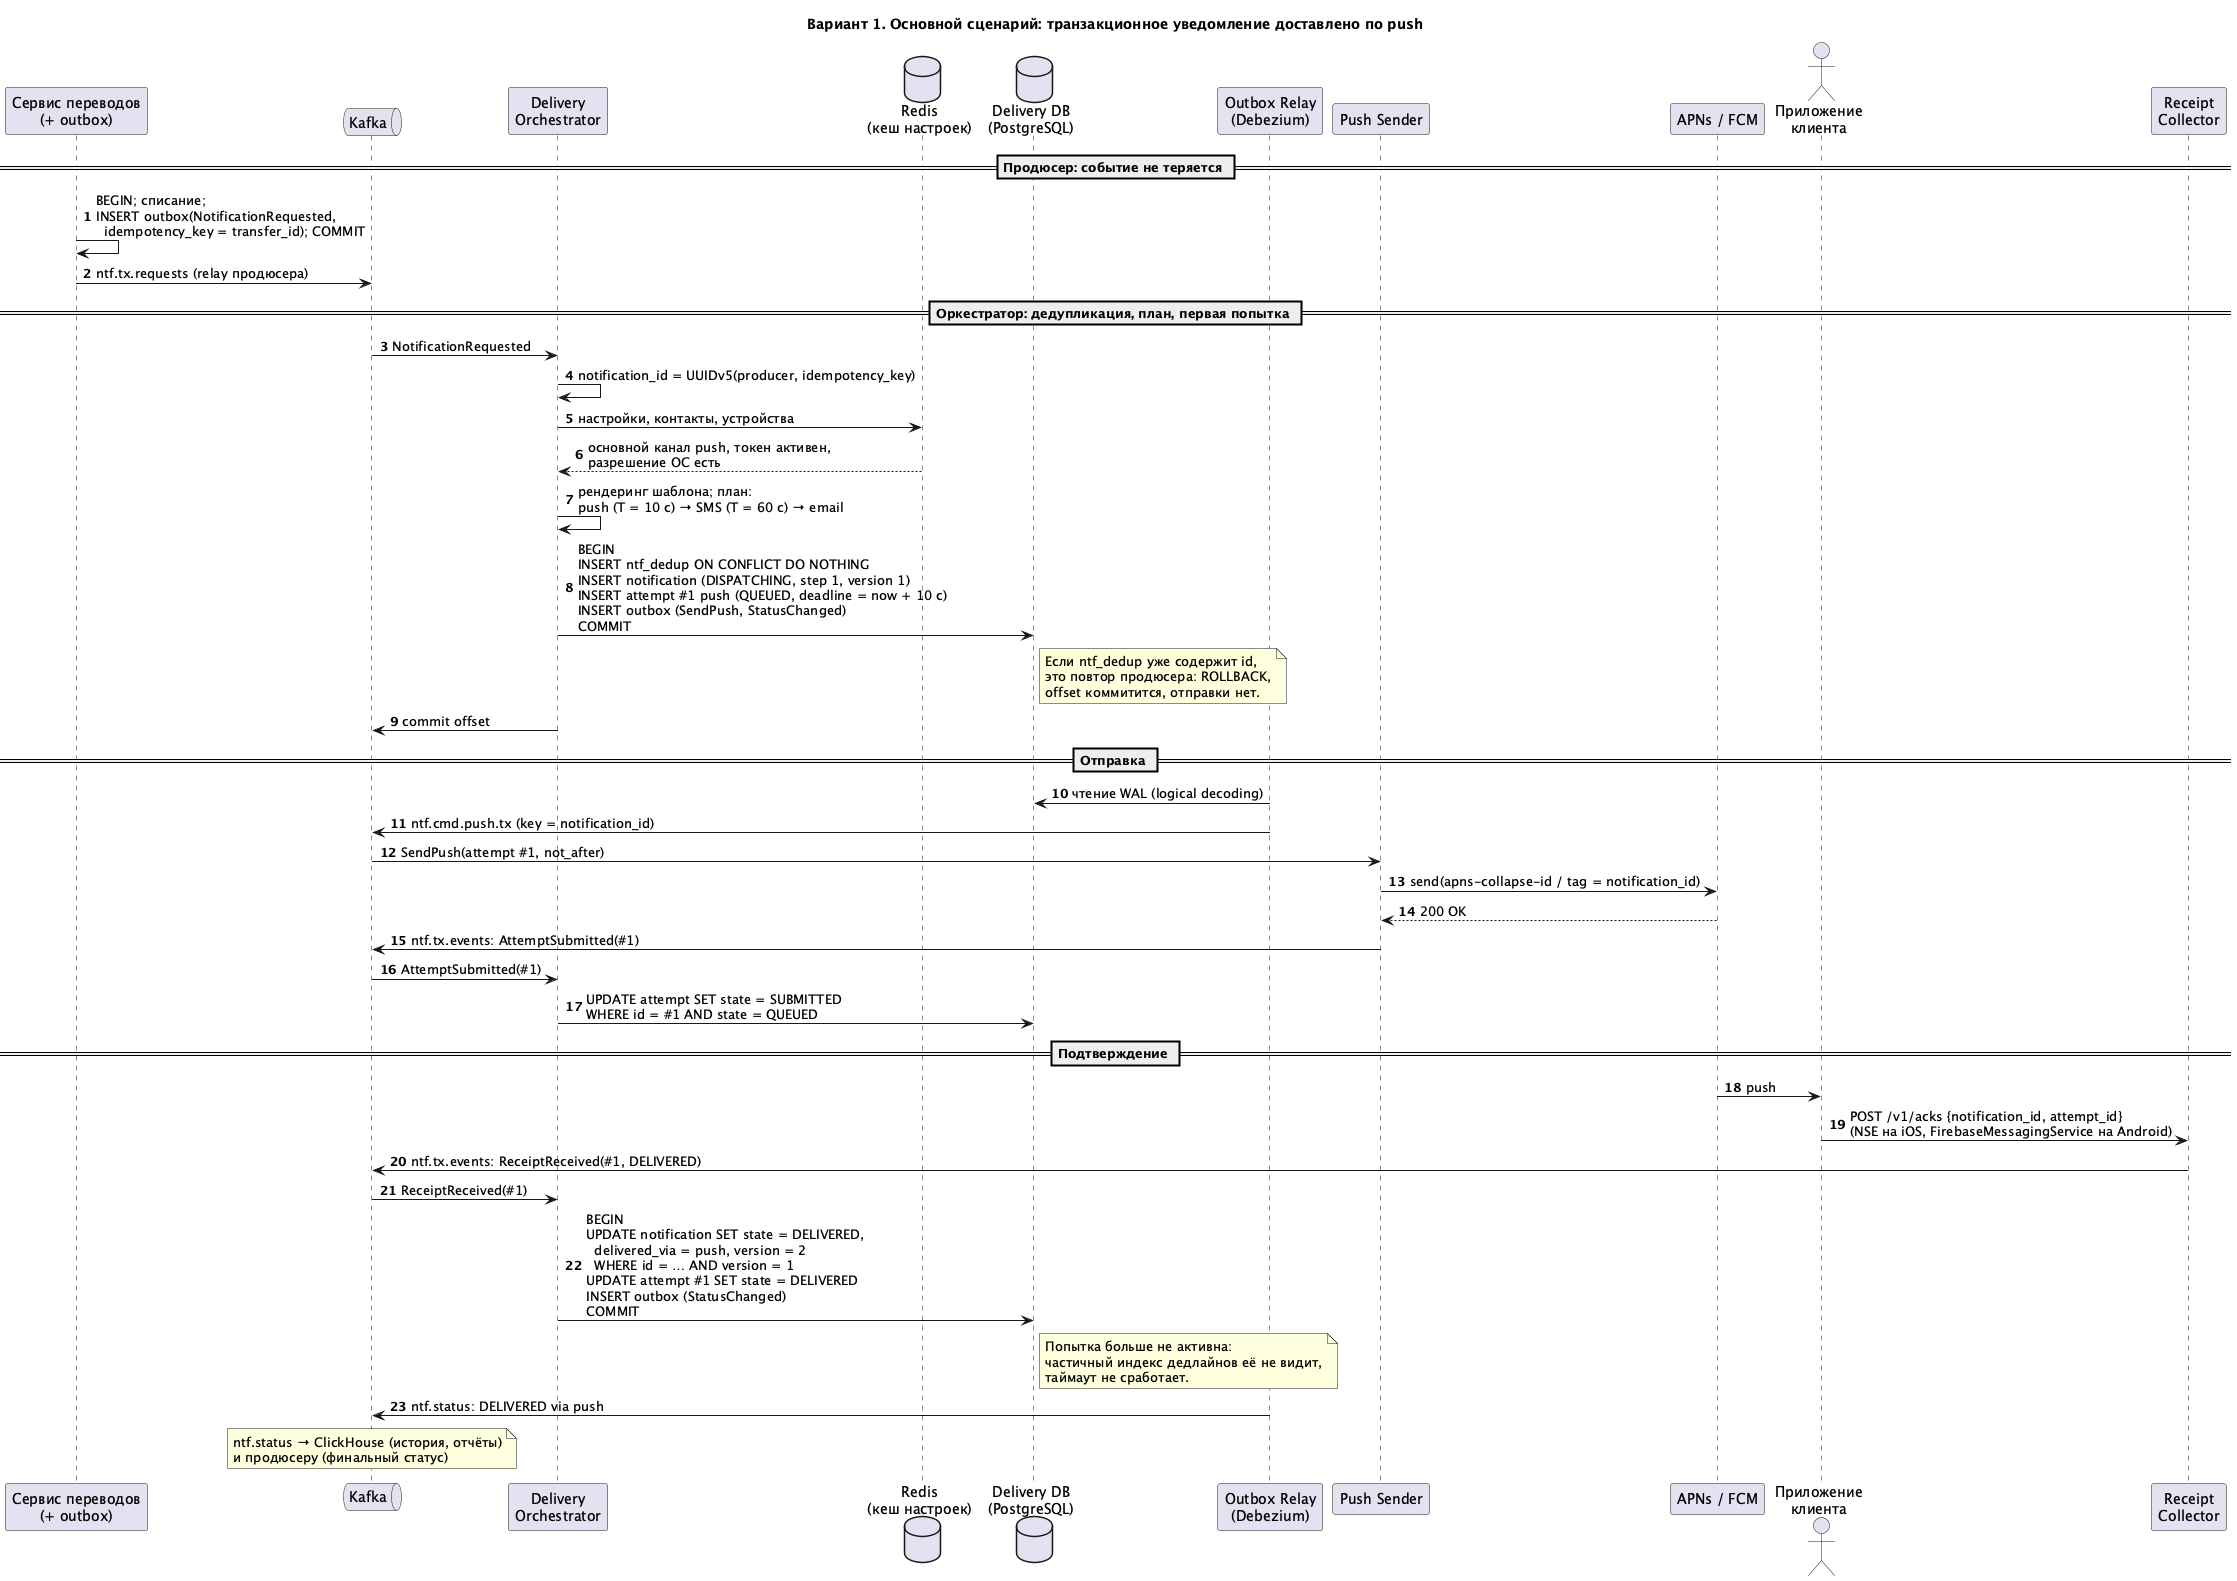 Вариант 1. Основной сценарий: транзакционное уведомление доставлено по push
Сервис переводов
(+ outbox)
Kafka
Delivery
Orchestrator
Redis
(кеш настроек)
Delivery DB
(PostgreSQL)
Outbox Relay
(Debezium)
Push Sender
APNs / FCM
Приложение
клиента
Receipt
Collector
Продюсер: событие не теряется
1 BEGIN; списание;
INSERT outbox(NotificationRequested,
idempotency_key = transfer_id); COMMIT
2 ntf.tx.requests (relay продюсера)
Оркестратор: дедупликация, план, первая попытка
3 NotificationRequested
4 notification_id = UUIDv5(producer, idempotency_key)
5 настройки, контакты, устройства
6 основной канал push, токен активен,
разрешение ОС есть
7 рендеринг шаблона; план:
push (T = 10 с) → SMS (T = 60 с) → email
8 BEGIN
INSERT ntf_dedup ON CONFLICT DO NOTHING
INSERT notification (DISPATCHING, step 1, version 1)
INSERT attempt #1 push (QUEUED, deadline = now + 10 с)
INSERT outbox (SendPush, StatusChanged)
COMMIT
Если ntf_dedup уже содержит id,
это повтор продюсера: ROLLBACK,
offset коммитится, отправки нет.
9 commit offset
Отправка
10 чтение WAL (logical decoding)
11 ntf.cmd.push.tx (key = notification_id)
12 SendPush(attempt #1, not_after)
13 send(apns-collapse-id / tag = notification_id)
14 200 OK
15 ntf.tx.events: AttemptSubmitted(#1)
16 AttemptSubmitted(#1)
17 UPDATE attempt SET state = SUBMITTED
WHERE id = #1 AND state = QUEUED
Подтверждение
18 push
19 POST /v1/acks {notification_id, attempt_id}
(NSE на iOS, FirebaseMessagingService на Android)
20 ntf.tx.events: ReceiptReceived(#1, DELIVERED)
21 ReceiptReceived(#1)
22 BEGIN
UPDATE notification SET state = DELIVERED,
delivered_via = push, version = 2
WHERE id = ... AND version = 1
UPDATE attempt #1 SET state = DELIVERED
INSERT outbox (StatusChanged)
COMMIT
Попытка больше не активна:
частичный индекс дедлайнов её не видит,
таймаут не сработает.
23 ntf.status: DELIVERED via push
ntf.status → ClickHouse (история, отчёты)
и продюсеру (финальный статус)
Сервис переводов
(+ outbox)
Kafka
Delivery
Orchestrator
Redis
(кеш настроек)
Delivery DB
(PostgreSQL)
Outbox Relay
(Debezium)
Push Sender
APNs / FCM
Приложение
клиента
Receipt
Collector